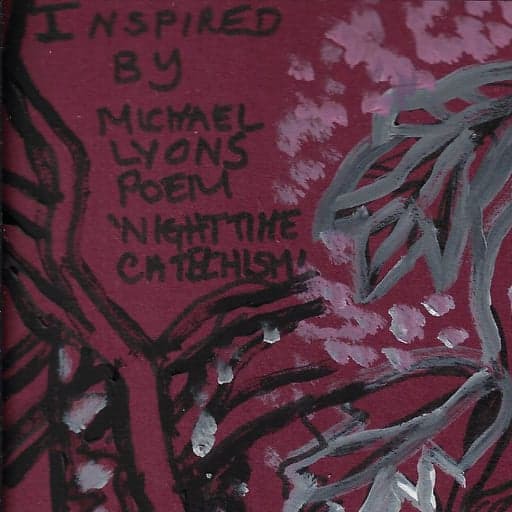 INSPIRED
BY
MICHAEL
LYONS
POEM
'NIGHTTIME
CATECHISM'